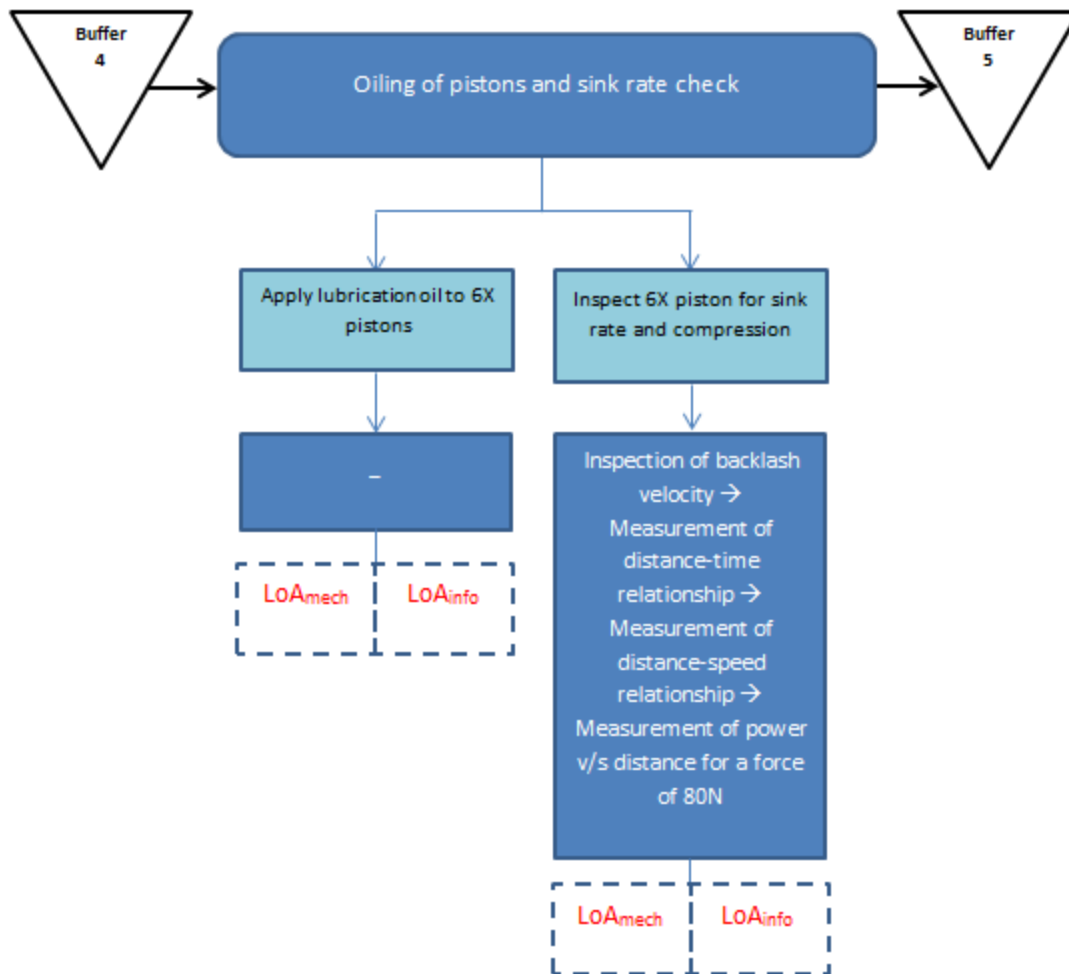 Buffer
4
Oiling of pistons and sink rate check
Buffer
5
Apply lubrication oil to 6X
pistons
Inspect 6X piston for sink
rate and compression
–
Inspection of backlash
velocity →
Measurement of
distance-time
relationship →
Measurement of
distance-speed
relationship →
Measurement of power
v/s distance for a force
of 80N
LoAmech
LoAinfo
LoAmech
LoAinfo